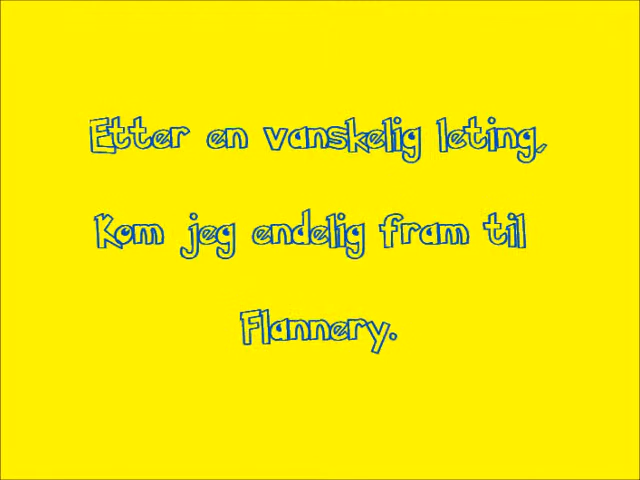 Etter en vanskelig leting,
Kom jeg endelig fram til
Flannery.